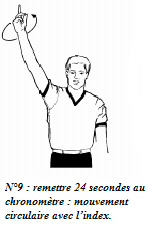 N°9 : remettre 24 secondes au
chronomètre : mouvement
circulaire avec l'index.